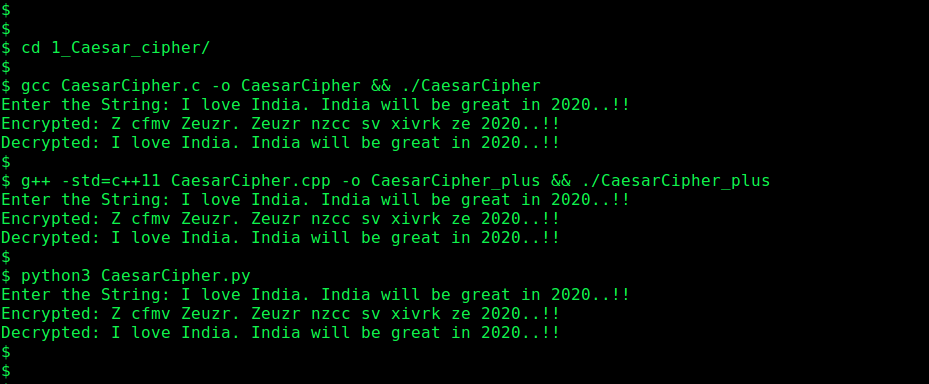 $
$
$ cd 1_Caesar_cipher/
$
$ gcc CaesarCipher.c -o CaesarCipher && ./CaesarCipher
Enter the String: I love India. India will be great in 2020..!!
Encrypted: Z cfmv Zeuzr. Zeuzr nzcc sv xivrk ze 2020..!!
Decrypted: I love India. India will be great in 2020..!!
$
$ g++ -std=c++11 CaesarCipher.cpp -o CaesarCipher_plus && ./CaesarCipher_plus
Enter the String: I love India. India will be great in 2020..!!
Encrypted: Z cfmv Zeuzr. Zeuzr nzcc sv xivrk ze 2020..!!
Decrypted: I love India. India will be great in 2020..!!
$
$ python3 CaesarCipher.py
Enter the String: I love India. India will be great in 2020..!!
Encrypted: Z cfmv Zeuzr. Zeuzr nzcc sv xivrk ze 2020..!!
Decrypted: I love India. India will be great in 2020..!!
$
$